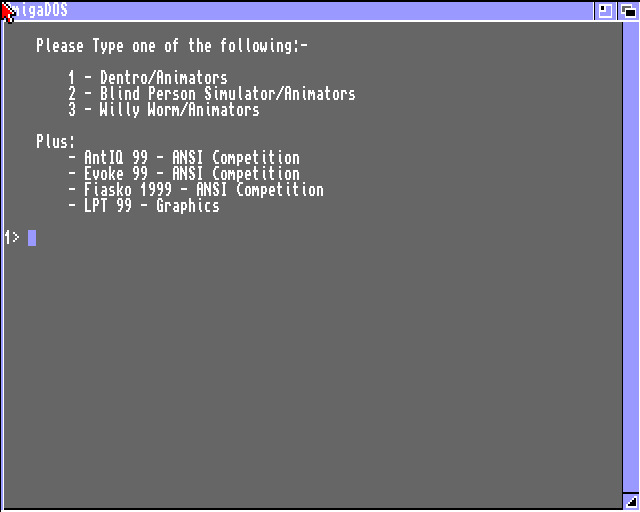 AmigaDOS
Please Type one of the following:-
1 - Dentro/Animators
2 - Blind Person Simulator/Animators
3 - Willy Worm/Animators
Plus:
- AntIQ 99 - ANSI Competition
- Evoke 99 - ANSI Competition
- Fiasko 1999 - ANSI Competition
- LPT 99 - Graphics
1>